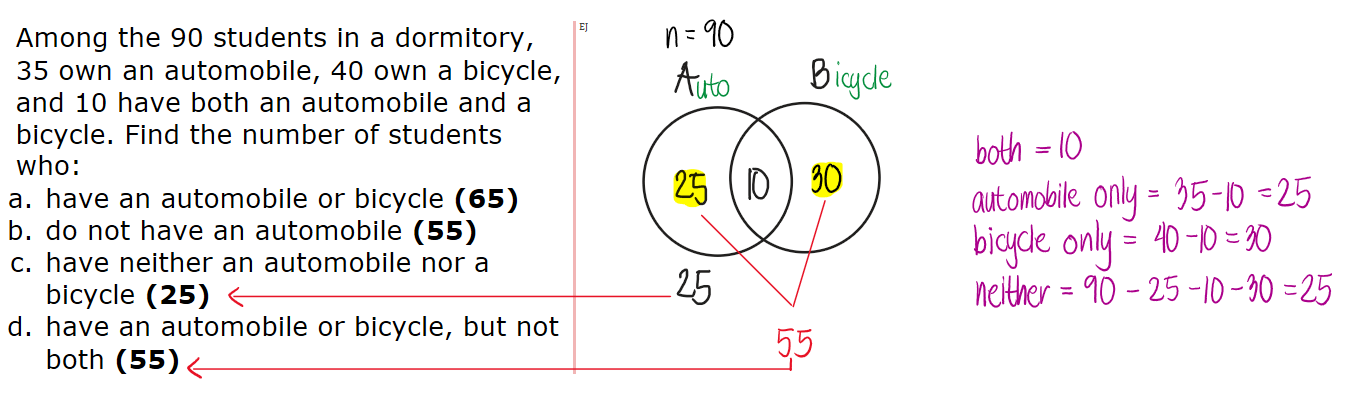 Among the 90 students in a dormitory,
35 own an automobile, 40 own a bicycle,
and 10 have both an automobile and a
bicycle. Find the number of students
who:
a. have an automobile or bicycle (65)
b. do not have an automobile (55)
c. have neither an automobile nor a
bicycle (25)
d. have an automobile or bicycle, but not
both (55)
EJ
n = 90
Auto
Bicycle
25
10
30
25
55
both = 10
automobile only = 35-10 = 25
bicycle only = 40-10 = 30
neither = 90 - 25 - 10 - 30 = 25